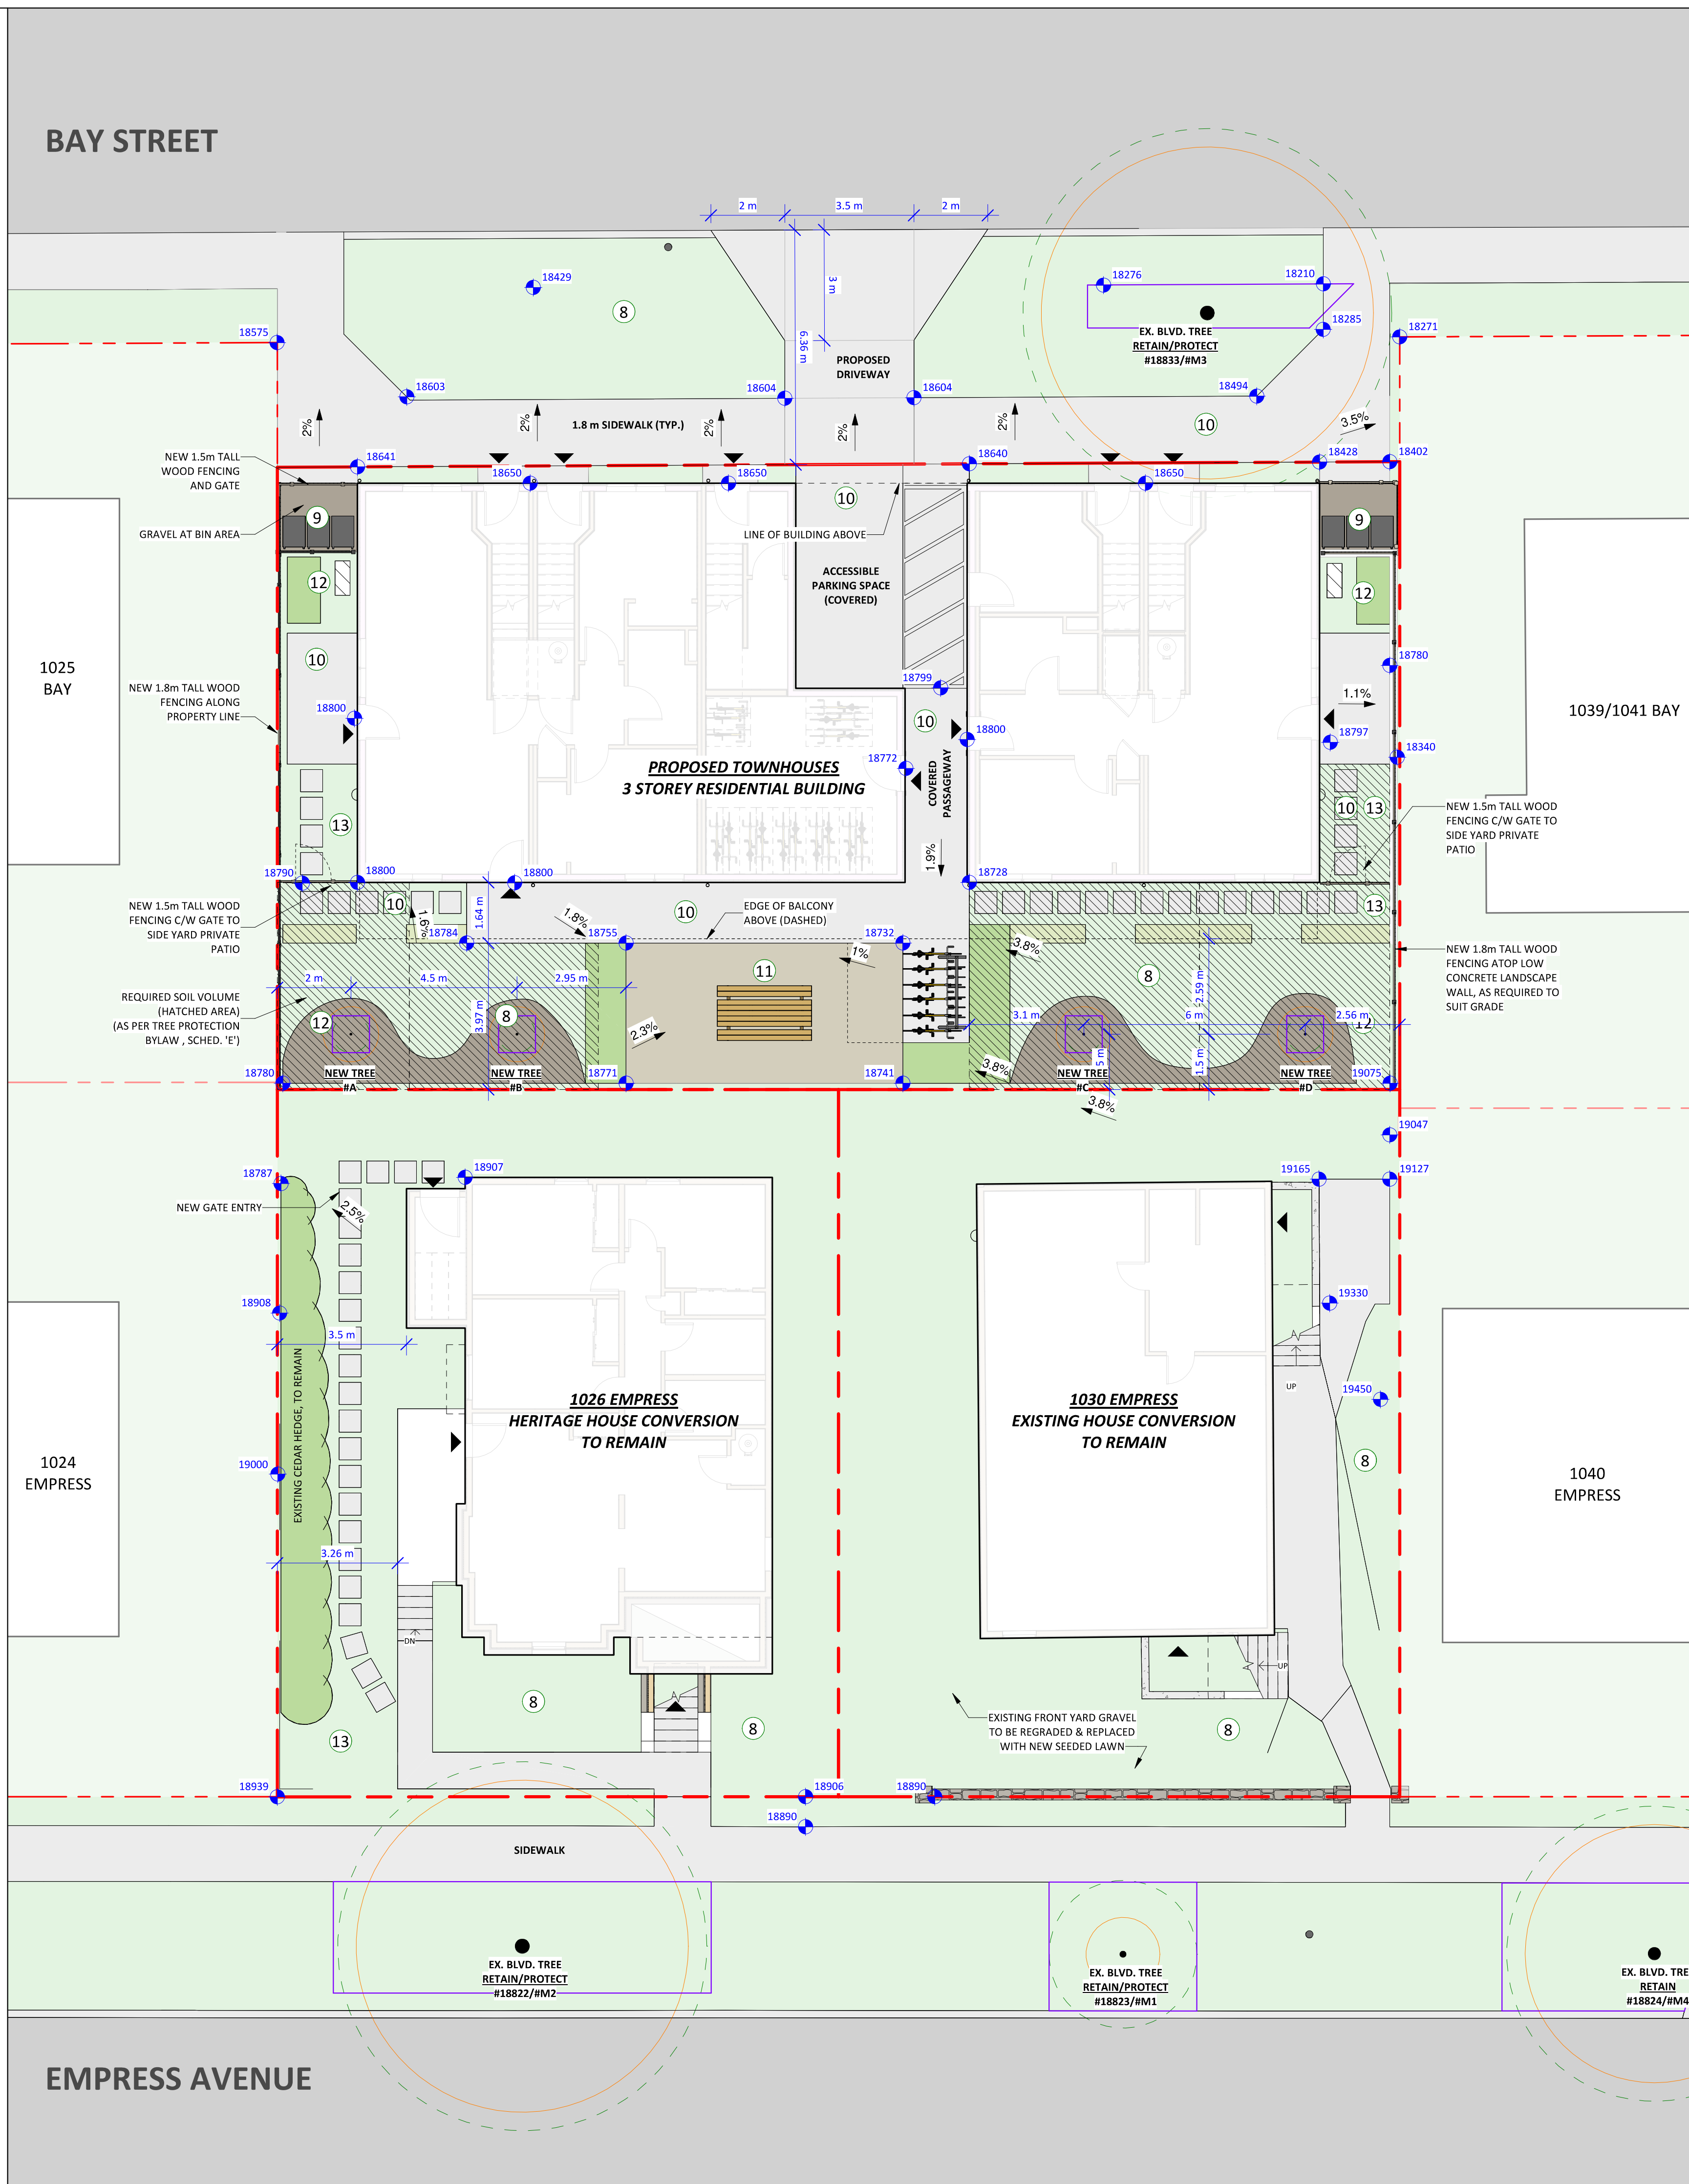 BAY STREET
2 m
3.5 m
2 m
3 m
6.36 m
18429
8
18276
18210
18285
EX. BLVD. TREE
RETAIN/PROTECT
#18833/#M3
18575
18271
PROPOSED
DRIVEWAY
18603
18604
18604
18494
10
2%
2%
1.8 m SIDEWALK (TYP.)
2%
2%
2%
3.5%
NEW 1.5m TALL
WOOD FENCING
AND GATE
18641
18650
18650
18640
18650
18428
18402
GRAVEL AT BIN AREA
9
10
LINE OF BUILDING ABOVE
9
12
ACCESSIBLE
PARKING SPACE
(COVERED)
12
1025
BAY
10
NEW 1.8m TALL WOOD
FENCING ALONG
PROPERTY LINE
18800
18799
10
18800
18780
1.1%
18797
18340
1039/1041 BAY
PROPOSED TOWNHOUSES
3 STOREY RESIDENTIAL BUILDING
18772
COVERED
PASSAGEWAY
1.9%
13
10
13
NEW 1.5m TALL WOOD
FENCING C/W GATE TO
SIDE YARD PRIVATE
PATIO
18790
18800
18800
18728
NEW 1.5m TALL WOOD
FENCING C/W GATE TO
SIDE YARD PRIVATE
PATIO
10
1.6%
18784
1.64 m
1.8%
18755
10
EDGE OF BALCONY
ABOVE (DASHED)
18732
1%
3.8%
13
NEW 1.8m TALL WOOD
FENCING ATOP LOW
CONCRETE LANDSCAPE
WALL, AS REQUIRED TO
SUIT GRADE
11
8
2 m
4.5 m
2.95 m
2.59 m
REQUIRED SOIL VOLUME
(HATCHED AREA)
(AS PER TREE PROTECTION
BYLAW , SCHED. 'E')
12
3.97 m
8
2.3%
3.1 m
6 m
2.56 m
12
1.5 m
18780
NEW TREE
#A
NEW TREE
#B
18771
18741
3.8%
NEW TREE
#C
NEW TREE
#D
19075
3.8%
19047
18787
18907
19165
19127
NEW GATE ENTRY
2.5%
18908
19330
3.5 m
UP
19450
EXISTING CEDAR HEDGE, TO REMAIN
1026 EMPRESS
HERITAGE HOUSE CONVERSION
TO REMAIN
1030 EMPRESS
EXISTING HOUSE CONVERSION
TO REMAIN
8
1024
EMPRESS
19000
1040
EMPRESS
3.26 m
DN
UP
8
8
13
EXISTING FRONT YARD GRAVEL
TO BE REGRADED & REPLACED
WITH NEW SEEDED LAWN
8
18939
18906
18890
18890
SIDEWALK
EX. BLVD. TREE
RETAIN/PROTECT
#18822/#M2
EX. BLVD. TREE
RETAIN/PROTECT
#18823/#M1
EX. BLVD. TRE
RETAIN
#18824/#M4
EMPRESS AVENUE